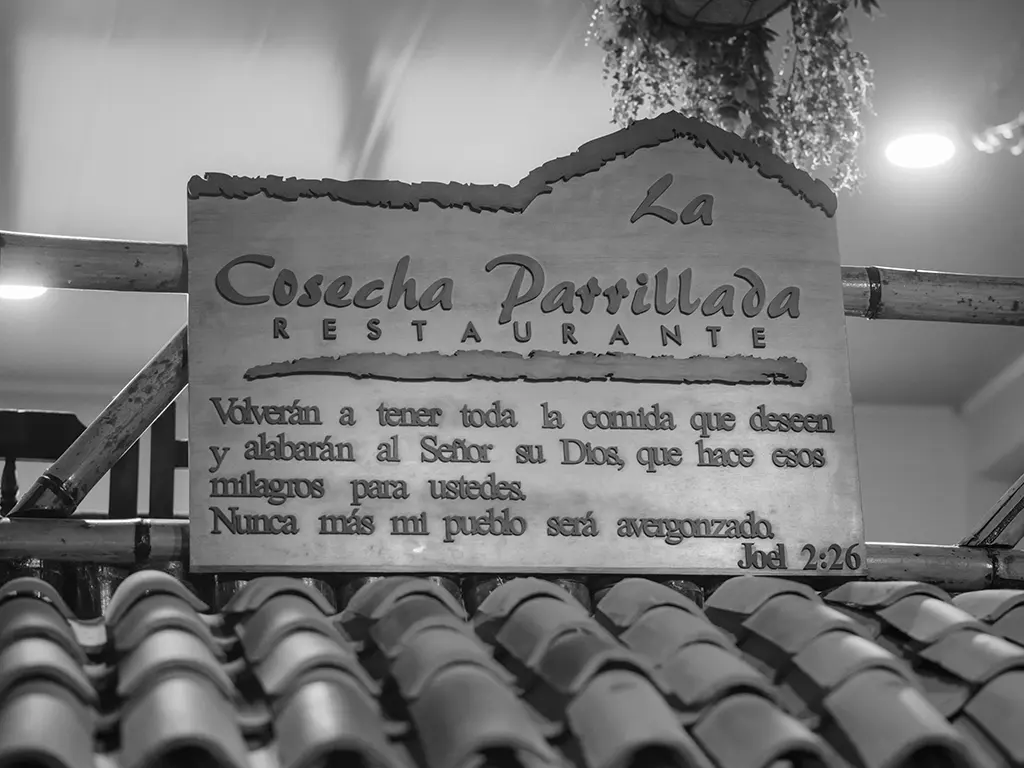 La
Cosecha Parrillada
RESTAURANTE
Volverán a tener toda la comida que deseen
y alabarán al Señor su Dios, que hace esos
milagros para ustedes.
Nunca más mi pueblo será avergonzado.
Joel 2:26